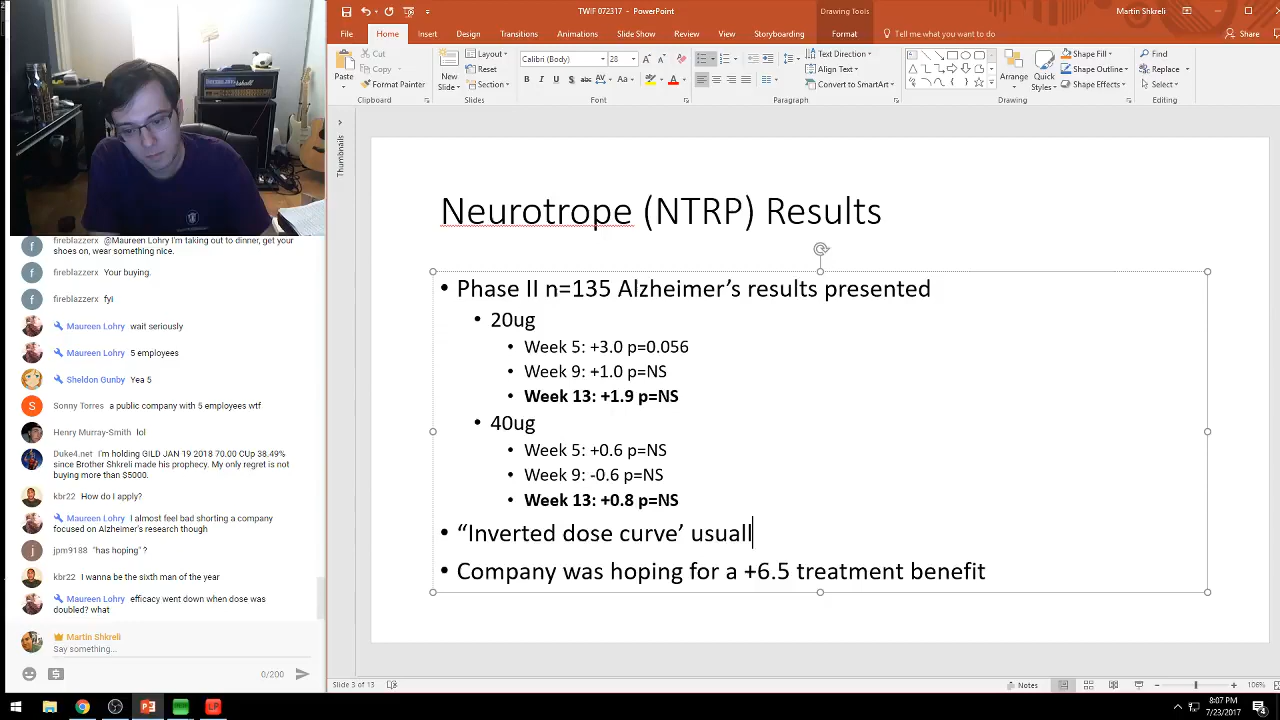 TWIF 072317 - PowerPoint
Drawing Tools
Martin Shkreli
File
Home
Insert
Draw
Design
Transitions
Animations
Slide Show
Review
View
Storyboarding
Format
Tell me what you want to do
Share
Paste
Cut
Copy
Format Painter
Clipboard
New
Slide
Layout
Reset
Section
Slides
Calibri (Body)
28
Font
Text Direction
Align Text
Convert to SmartArt
Paragraph
Arrange
Quick
Styles
Shape Fill
Shape Outline
Shape Effects
Drawing
Find
Replace
Select
Editing
Thumbnails
Neurotrope (NTRP) Results
• Phase II n=135 Alzheimer’s results presented
• 20ug
• Week 5: +3.0 p=0.056
• Week 9: +1.0 p=NS
• Week 13: +1.9 p=NS
• 40ug
• Week 5: +0.6 p=NS
• Week 9: -0.6 p=NS
• Week 13: +0.8 p=NS
• “Inverted dose curve’ usuall
• Company was hoping for a +6.5 treatment benefit
fireblazzerx @Maureen Lohry I'm taking out to dinner, get your
shoes on, wear something nice.
fireblazzerx Your buying.
fireblazzerx fyi
Maureen Lohry wait seriously
Maureen Lohry 5 employees
Sheldon Gunby Yea 5
Sonny Torres a public company with 5 employees wtf
Henry Murray-Smith lol
Duke4.net I'm holding GILD JAN 19 2018 70.00 CUp 38.49%
since Brother Shkreli made his prophecy. My only regret is not
buying more than $5000.
kbr22 How do I apply?
Maureen Lohry I almost feel bad shorting a company
focused on Alzheimer's research though
jpm9188 "has hoping" ?
kbr22 I wanna be the sixth man of the year
Maureen Lohry efficacy went down when dose was
doubled? what
Martin Shkreli
Say something...
0/200
Slide 3 of 13
Notes
106%
8:07 PM
7/23/2017